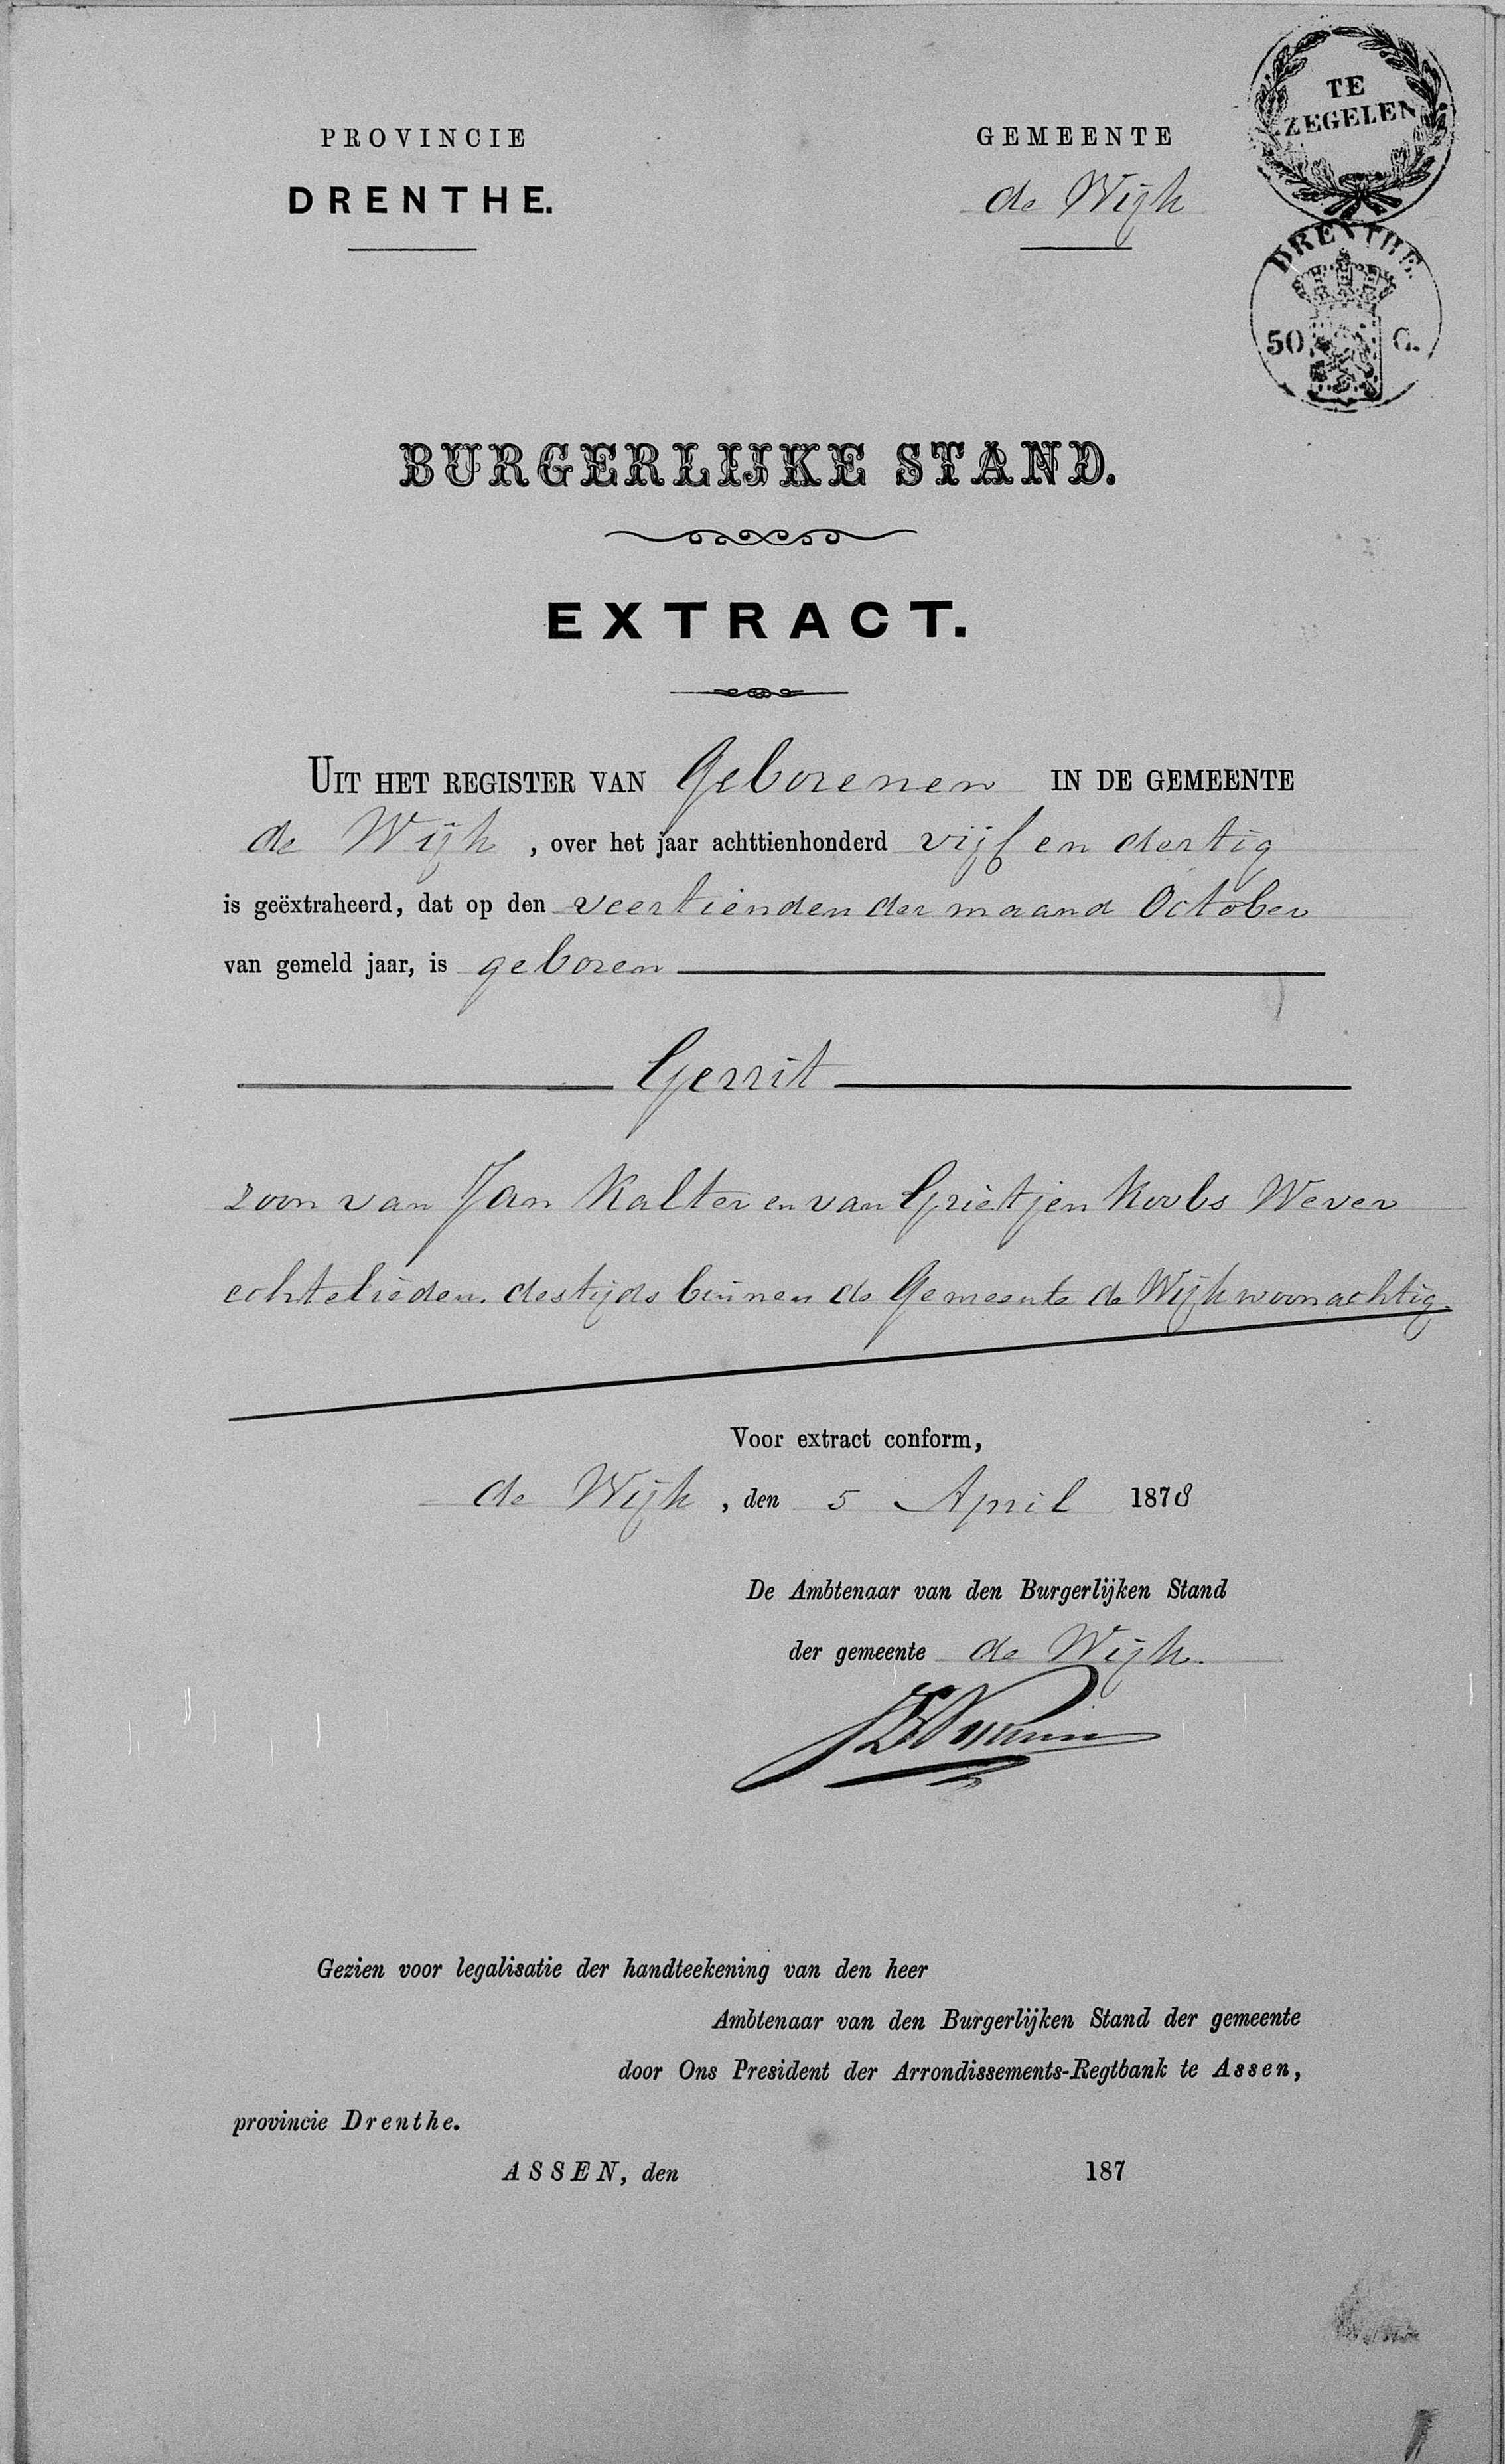 TE
ZEGELEN
PROVINCIE
DRENTHE.
GEMEENTE
de Wijk
DRENTHE.
50 C.
BURGERLIJKE STAND.
EXTRACT.
UIT HET REGISTER VAN Geborenen IN DE GEMEENTE
de Wijk, over het jaar achttienhonderd vijf en dertig
is geëxtraheerd, dat op den veertienden der maand October
van gemeld jaar, is geboren
Gerrit
zoon van Jan Kalter en van Grietjen Koobs Wever
echtelieden. destijds binnen de Gemeente de Wijk woonachtig.
Voor extract conform,
de Wijk, den 5 April 1878
De Ambtenaar van den Burgerlijken Stand
der gemeente de Wijk.
Gezien voor legalisatie der handteekening van den heer
Ambtenaar van den Burgerlijken Stand der gemeente
door Ons President der Arrondissements-Regtbank te Assen,
provincie Drenthe.
ASSEN, den 187